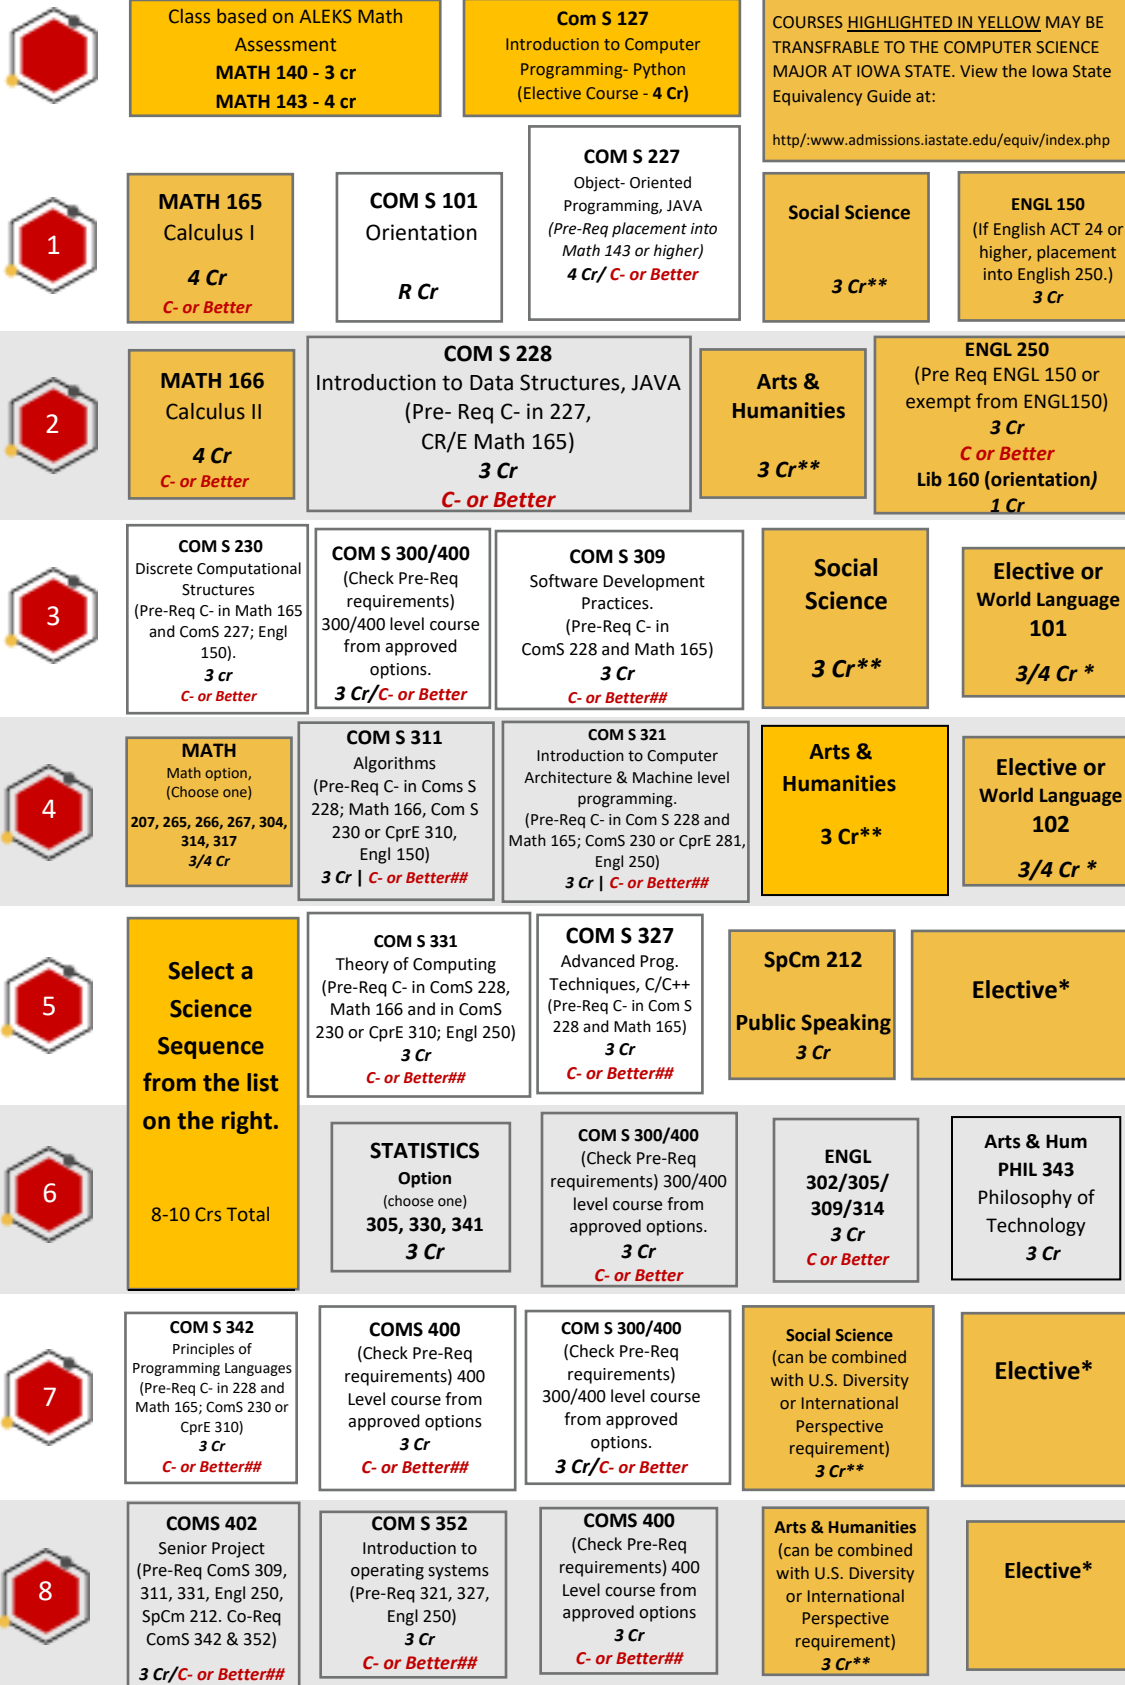 Class based on ALEKS Math
Assessment
MATH 140 - 3 cr
MATH 143 - 4 cr
Com S 127
Introduction to Computer
Programming- Python
(Elective Course - 4 Cr)
COURSES HIGHLIGHTED IN YELLOW MAY BE
TRANSFRABLE TO THE COMPUTER SCIENCE
MAJOR AT IOWA STATE. View the Iowa State
Equivalency Guide at:
http/:www.admissions.iastate.edu/equiv/index.php
1
MATH 165
Calculus I
4 Cr
C- or Better
COM S 101
Orientation
R Cr
COM S 227
Object- Oriented
Programming, JAVA
(Pre-Req placement into
Math 143 or higher)
4 Cr/ C- or Better
Social Science
3 Cr**
ENGL 150
(If English ACT 24 or
higher, placement
into English 250.)
3 Cr
2
MATH 166
Calculus II
4 Cr
C- or Better
COM S 228
Introduction to Data Structures, JAVA
(Pre- Req C- in 227,
CR/E Math 165)
3 Cr
C- or Better
Arts &
Humanities
3 Cr**
ENGL 250
(Pre Req ENGL 150 or
exempt from ENGL150)
3 Cr
C or Better
Lib 160 (orientation)
1 Cr
3
COM S 230
Discrete Computational
Structures
(Pre-Req C- in Math 165
and ComS 227; Engl
150).
3 cr
C- or Better
COM S 300/400
(Check Pre-Req
requirements)
300/400 level course
from approved
options.
3 Cr/C- or Better
COM S 309
Software Development
Practices.
(Pre-Req C- in
ComS 228 and Math 165)
3 Cr
C- or Better##
Social
Science
3 Cr**
Elective or
World Language
101
3/4 Cr *
4
MATH
Math option,
(Choose one)
207, 265, 266, 267, 304,
314, 317
3/4 Cr
COM S 311
Algorithms
(Pre-Req C- in Coms S
228; Math 166, Com S
230 or CprE 310,
Engl 150)
3 Cr | C- or Better##
COM S 321
Introduction to Computer
Architecture & Machine level
programming.
(Pre-Req C- in Com S 228 and
Math 165; ComS 230 or CprE 281,
Engl 250)
3 Cr | C- or Better##
Arts &
Humanities
3 Cr**
Elective or
World Language
102
3/4 Cr *
5
Select a
Science
Sequence
from the list
on the right.
8-10 Crs Total
COM S 331
Theory of Computing
(Pre-Req C- in ComS 228,
Math 166 and in ComS
230 or CprE 310; Engl 250)
3 Cr
C- or Better##
COM S 327
Advanced Prog.
Techniques, C/C++
(Pre-Req C- in Com S
228 and Math 165)
3 Cr
C- or Better##
SpCm 212
Public Speaking
3 Cr
Elective*
6
STATISTICS
Option
(choose one)
305, 330, 341
3 Cr
COM S 300/400
(Check Pre-Req
requirements) 300/400
level course from
approved options.
3 Cr
C- or Better
ENGL
302/305/
309/314
3 Cr
C or Better
Arts & Hum
PHIL 343
Philosophy of
Technology
3 Cr
7
COM S 342
Principles of
Programming Languages
(Pre-Req C- in 228 and
Math 165; ComS 230 or
CprE 310)
3 Cr
C- or Better##
COMS 400
(Check Pre-Req
requirements) 400
Level course from
approved options
3 Cr
C- or Better##
COM S 300/400
(Check Pre-Req
requirements)
300/400 level course
from approved
options.
3 Cr/C- or Better
Social Science
(can be combined
with U.S. Diversity
or International
Perspective
requirement)
3 Cr**
Elective*
8
COMS 402
Senior Project
(Pre-Req ComS 309,
311, 331, Engl 250,
SpCm 212. Co-Req
ComS 342 & 352)
3 Cr/C- or Better##
COM S 352
Introduction to
operating systems
(Pre-Req 321, 327,
Engl 250)
3 Cr
C- or Better##
COMS 400
(Check Pre-Req
requirements) 400
Level course from
approved options
3 Cr
C- or Better##
Arts & Humanities
(can be combined
with U.S. Diversity
or International
Perspective
requirement)
3 Cr**
Elective*